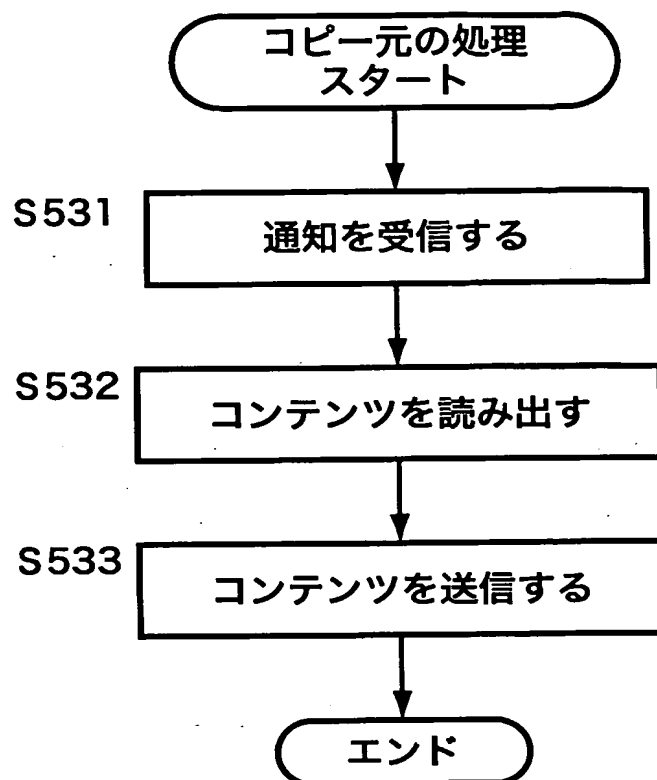 コピー元の処理
スタート
S531
通知を受信する
S532
コンテンツを読み出す
S533
コンテンツを送信する
エンド